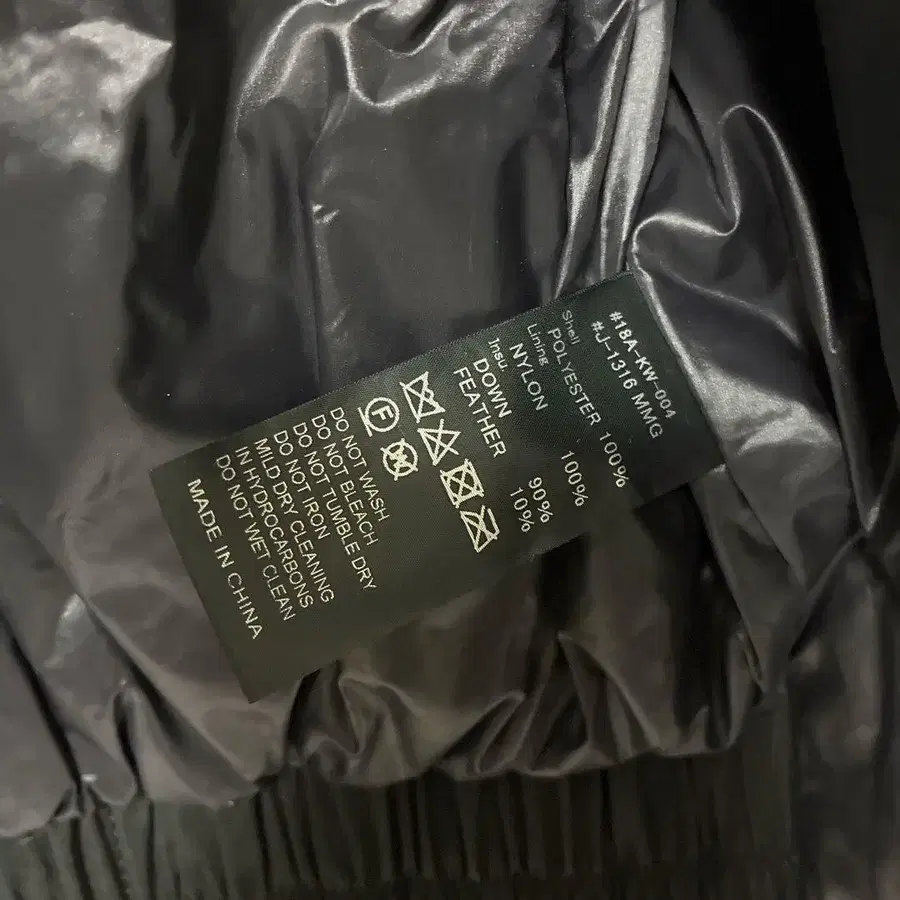 #18A-KW-004
#J-1316 MMG
Shell
POLYESTER 100%
Lining
NYLON 100%
Insu.
DOWN 90%
FEATHER 10%
F W
DO NOT WASH
DO NOT BLEACH
DO NOT TUMBLE DRY
DO NOT IRON
MILD DRY CLEANING
IN HYDROCARBONS
DO NOT WET CLEAN
MADE IN CHINA